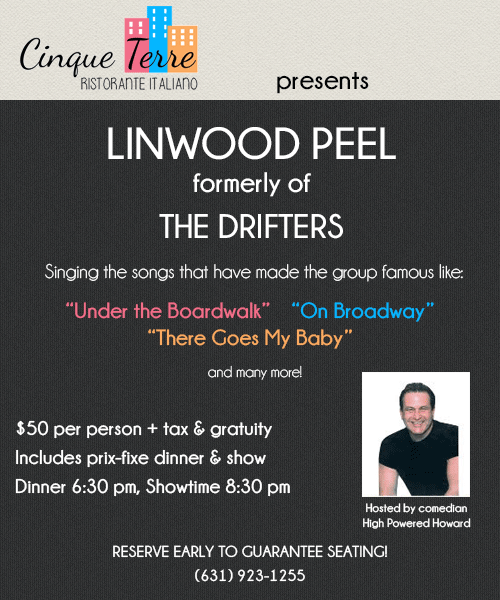 Cinque Terre
RISTORANTE ITALIANO
presents
LINWOOD PEEL
formerly of
THE DRIFTERS
Singing the songs that have made the group famous like:
“Under the Boardwalk” “On Broadway”
“There Goes My Baby”
and many more!
$50 per person + tax & gratuity
Includes prix-fixe dinner & show
Dinner 6:30 pm, Showtime 8:30 pm
Hosted by comedian
High Powered Howard
RESERVE EARLY TO GUARANTEE SEATING!
(631) 923-1255